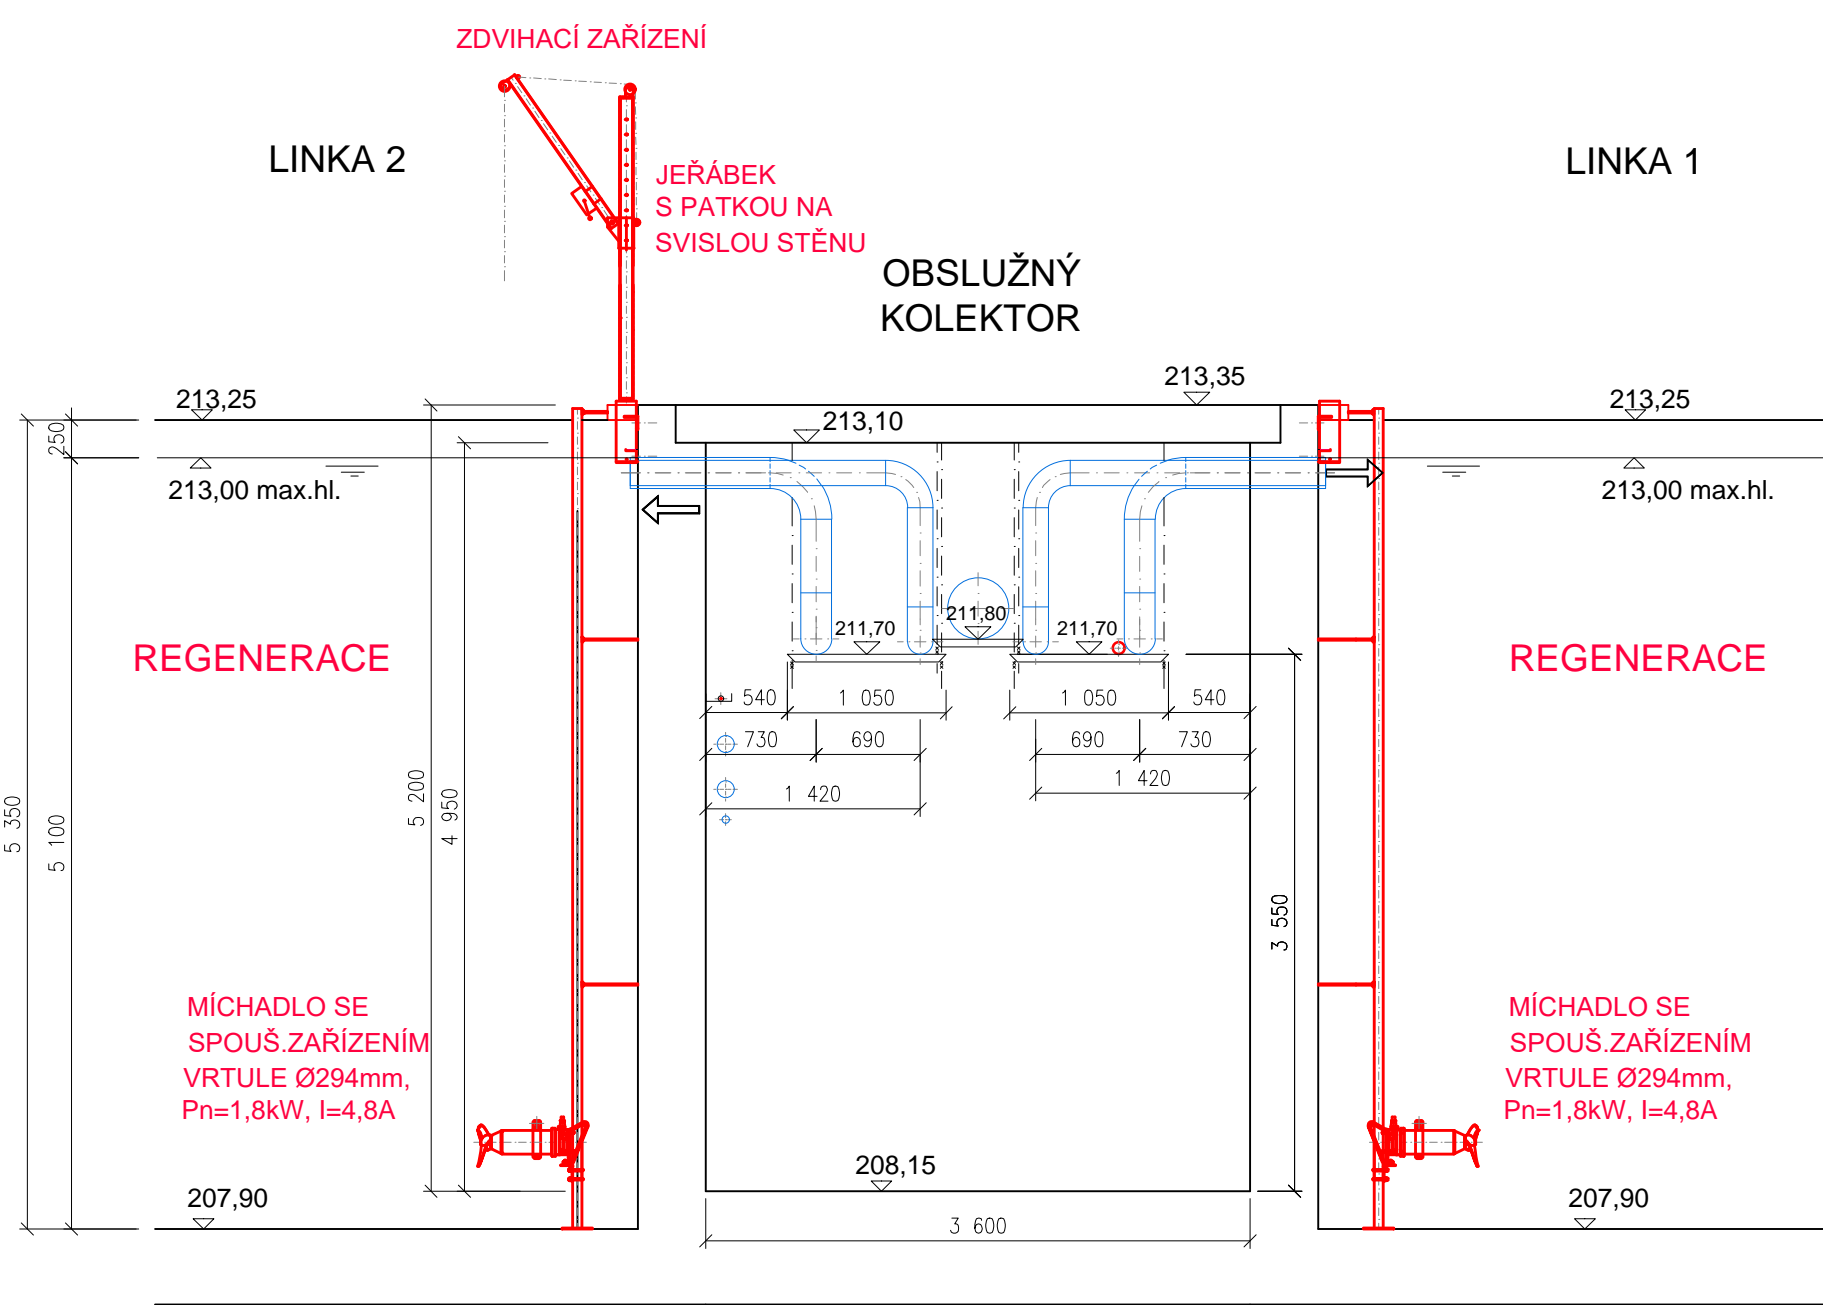 ZDVIHACÍ ZAŘÍZENÍ
LINKA 2
LINKA 1
JEŘÁBEK
S PATKOU NA
SVISLOU STĚNU
OBSLUŽNÝ
KOLEKTOR
213,25
213,35
213,25
213,10
250
213,00 max.hl.
213,00 max.hl.
211,70
211,80
211,70
REGENERACE
REGENERACE
540
1 050
1 050
540
730
690
690
730
1 420
1 420
5 350
5 100
5 200
4 950
3 550
MÍCHADLO SE
SPOUŠ.ZAŘÍZENÍM
VRTULE Ø294mm,
Pn=1,8kW, I=4,8A
MÍCHADLO SE
SPOUŠ.ZAŘÍZENÍM
VRTULE Ø294mm,
Pn=1,8kW, I=4,8A
208,15
207,90
207,90
3 600